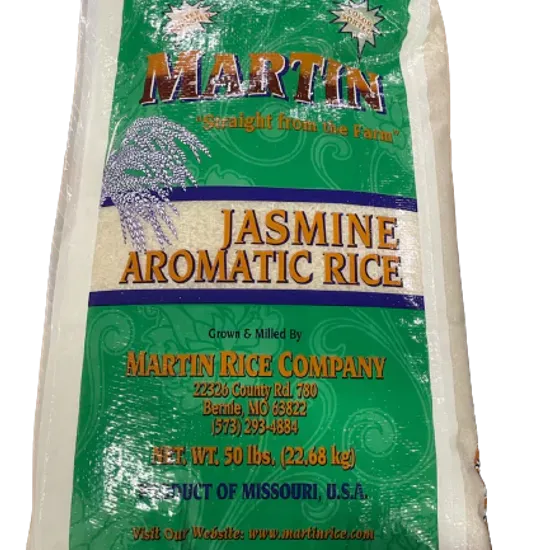 MARTIN
"Straight from the Farm"
JASMINE
AROMATIC RICE
Grown & Milled By
MARTIN RICE COMPANY
22326 County Rd. 780
Bernie, MO 63822
(573) 293-4884
NET. WT. 50 lbs. (22.68 kg)
PRODUCT OF MISSOURI, U.S.A.
Visit Our Website: www.martinrice.com